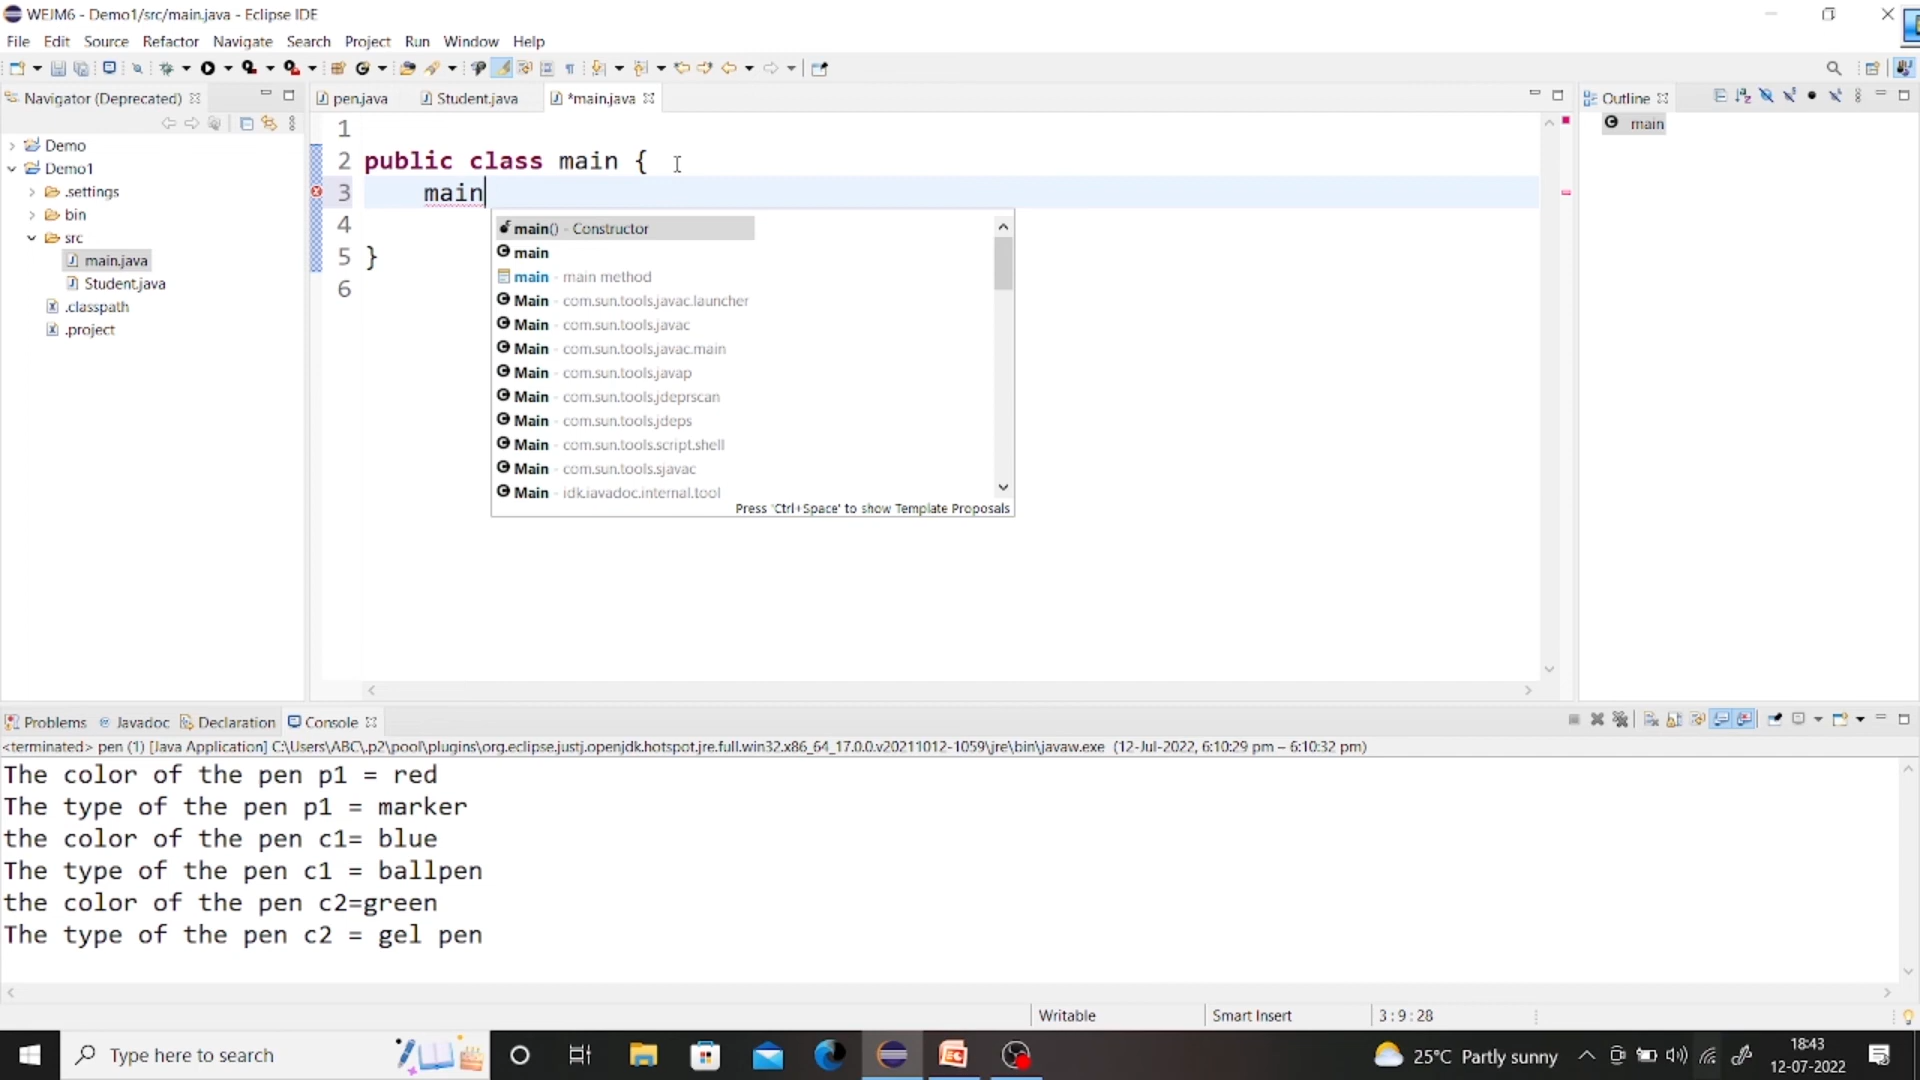 WEJM6 - Demo1/src/main.java - Eclipse IDE
File Edit Source Refactor Navigate Search Project Run Window Help
Navigator (Deprecated)
pen.java
Student.java
*main.java
Outline
main
Demo
Demo1
.settings
bin
src
main.java
Student.java
.classpath
.project
1
2 public class main {
3 main
4
5 }
6
main() - Constructor
main
main - main method
Main - com.sun.tools.javac.launcher
Main - com.sun.tools.javac
Main - com.sun.tools.javac.main
Main - com.sun.tools.javap
Main - com.sun.tools.jdeprscan
Main - com.sun.tools.jdeps
Main - com.sun.tools.script.shell
Main - com.sun.tools.sjavac
Main - jdk.javadoc.internal.tool
Press 'Ctrl+Space' to show Template Proposals
Problems Javadoc Declaration Console
<terminated> pen (1) [Java Application] C:\Users\ABC\.p2\pool\plugins\org.eclipse.justj.openjdk.hotspot.jre.full.win32.x86_64_17.0.0.v20211012-1059\jre\bin\javaw.exe (12-Jul-2022, 6:10:29 pm – 6:10:32 pm)
The color of the pen p1 = red
The type of the pen p1 = marker
the color of the pen c1= blue
The type of the pen c1 = ballpen
the color of the pen c2=green
The type of the pen c2 = gel pen
Writable
Smart Insert
3 : 9 : 28
Type here to search
25°C Partly sunny
18:43
12-07-2022